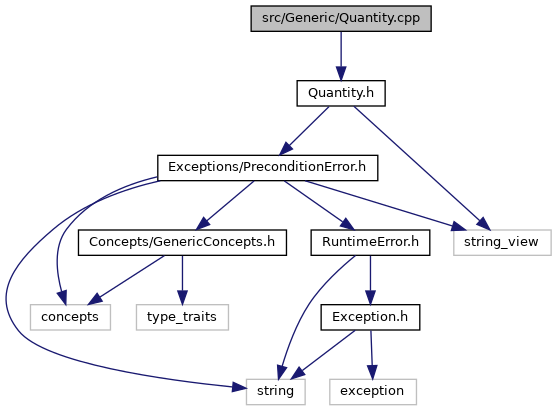 src/Generic/Quantity.cpp
Quantity.h
Exceptions/PreconditionError.h
Concepts/GenericConcepts.h
RuntimeError.h
string_view
concepts
type_traits
Exception.h
string
exception